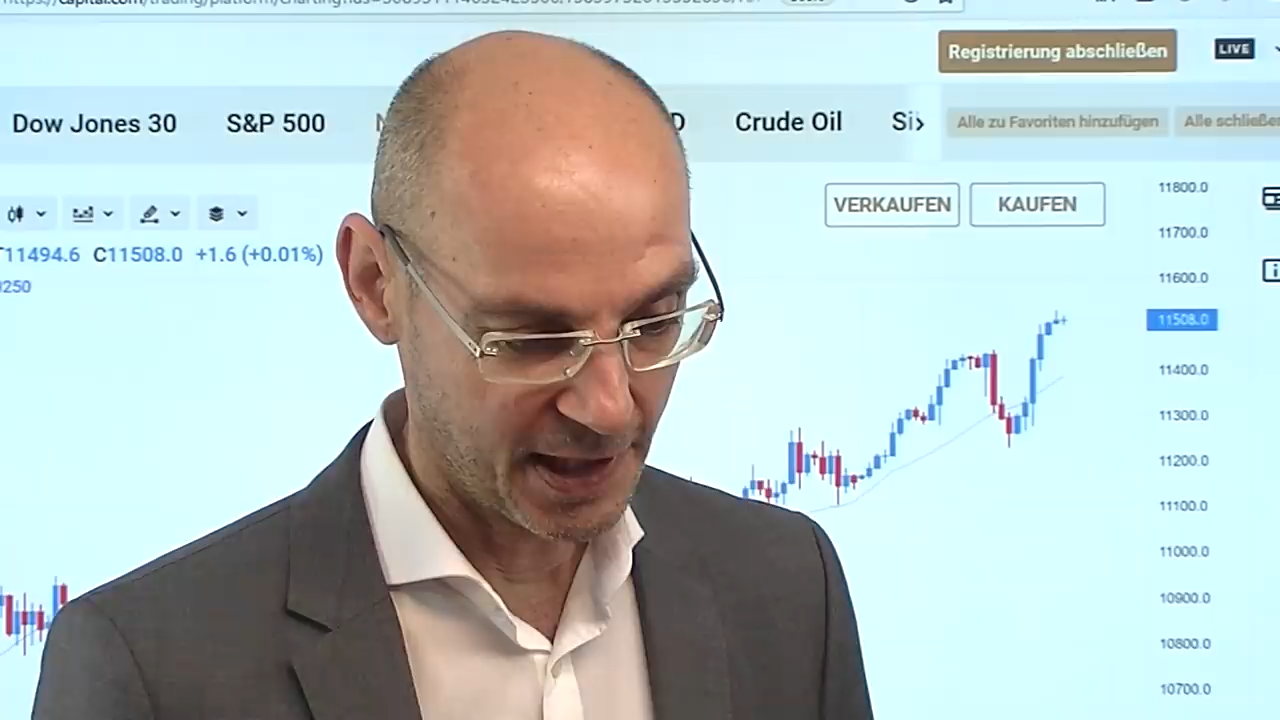 Registrierung abschließen
LIVE
Dow Jones 30 S&P 500 Crude Oil
Alle zu Favoriten hinzufügen
VERKAUFEN KAUFEN
11494.6 C11508.0 +1.6 (+0.01%)
11800.0
11700.0
11600.0
11508.0
11400.0
11300.0
11200.0
11100.0
11000.0
10900.0
10800.0
10700.0